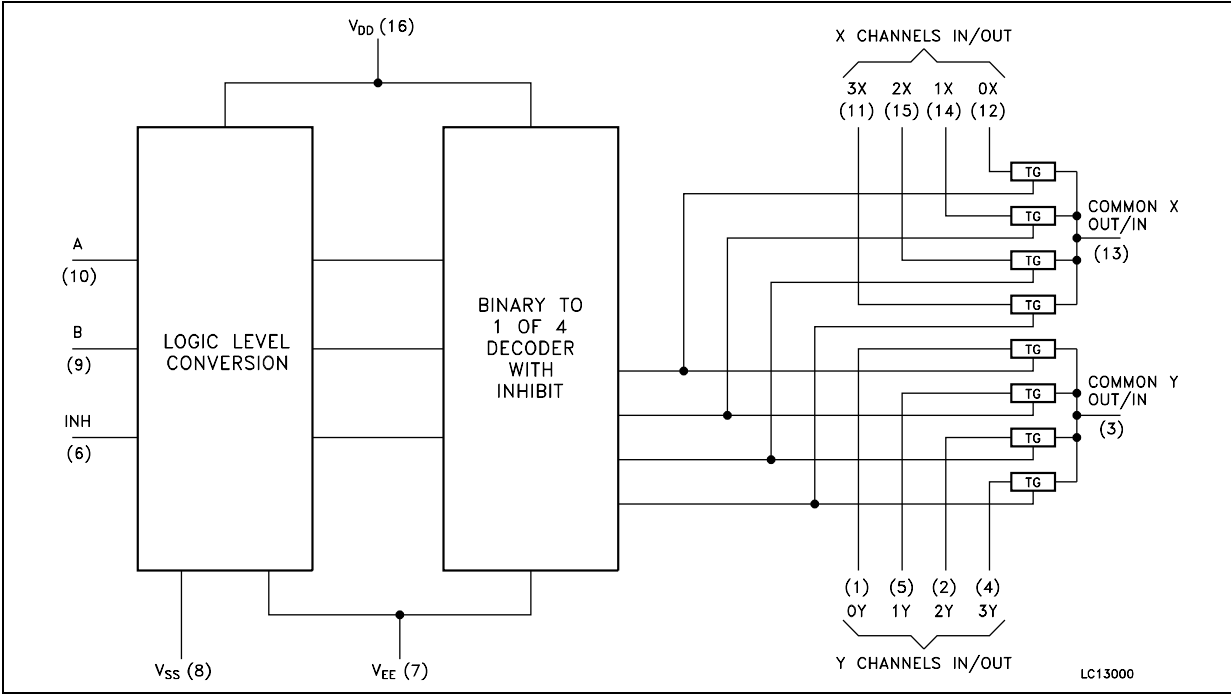 V_DD (16)
X CHANNELS IN/OUT
3X 2X 1X 0X
(11) (15) (14) (12)
TG
TG
TG
TG
COMMON X
OUT/IN
(13)
A
(10)
B
(9)
INH
(6)
LOGIC LEVEL
CONVERSION
BINARY TO
1 OF 4
DECODER
WITH
INHIBIT
TG
TG
TG
TG
COMMON Y
OUT/IN
(3)
(1) (5) (2) (4)
0Y 1Y 2Y 3Y
Y CHANNELS IN/OUT
V_SS (8)
V_EE (7)
LC13000